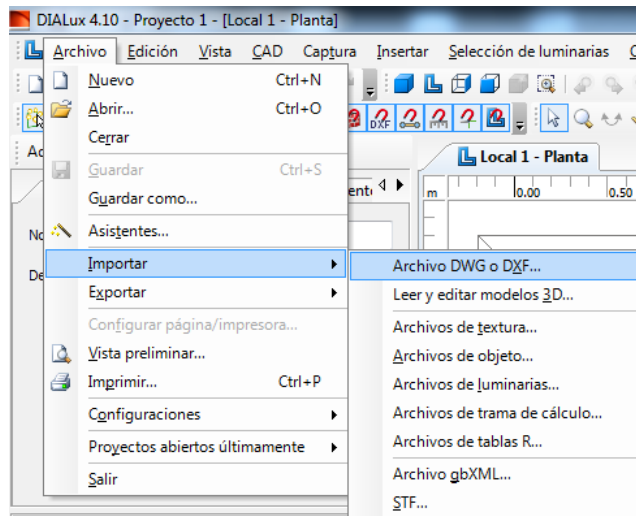 DIALux 4.10 - Proyecto 1 - [Local 1 - Planta]
Archivo Edición Vista CAD Captura Insertar Selección de luminarias
Nuevo Ctrl+N
Abrir... Ctrl+O
DXF
Cerrar
Local 1 - Planta
Guardar Ctrl+S
m 0.00 0.50
Guardar como...
Asistentes...
Importar
Archivo DWG o DXF...
Exportar
Leer y editar modelos 3D...
Configurar página/impresora...
Archivos de textura...
Vista preliminar...
Archivos de objeto...
Imprimir... Ctrl+P
Archivos de luminarias...
Configuraciones
Archivos de trama de cálculo...
Proyectos abiertos últimamente
Archivos de tablas R...
Salir
Archivo gbXML...
STF...